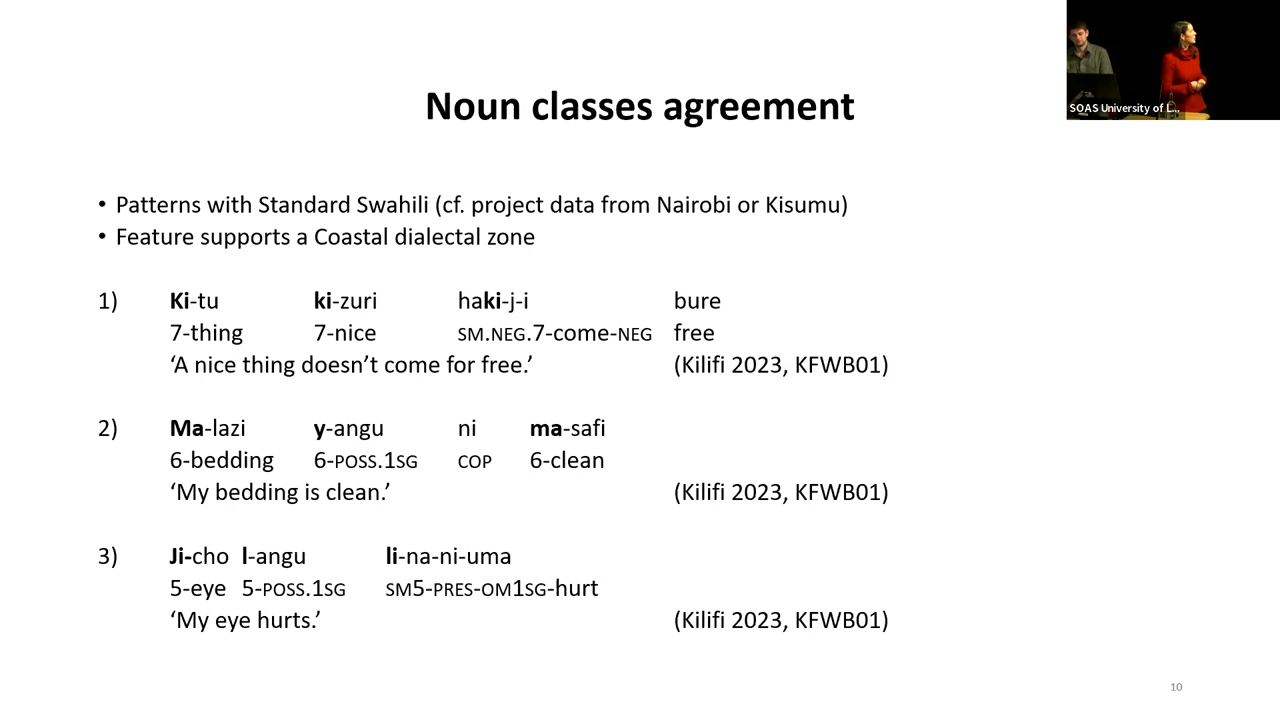 SOAS University of L...
Noun classes agreement
• Patterns with Standard Swahili (cf. project data from Nairobi or Kisumu)
• Feature supports a Coastal dialectal zone
1) Ki-tu ki-zuri haki-j-i bure
7-thing 7-nice SM.NEG.7-come-NEG free
‘A nice thing doesn’t come for free.’ (Kilifi 2023, KFWB01)
2) Ma-lazi y-angu ni ma-safi
6-bedding 6-POSS.1SG COP 6-clean
‘My bedding is clean.’ (Kilifi 2023, KFWB01)
3) Ji-cho l-angu li-na-ni-uma
5-eye 5-POSS.1SG SM5-PRES-OM1SG-hurt
‘My eye hurts.’ (Kilifi 2023, KFWB01)
10